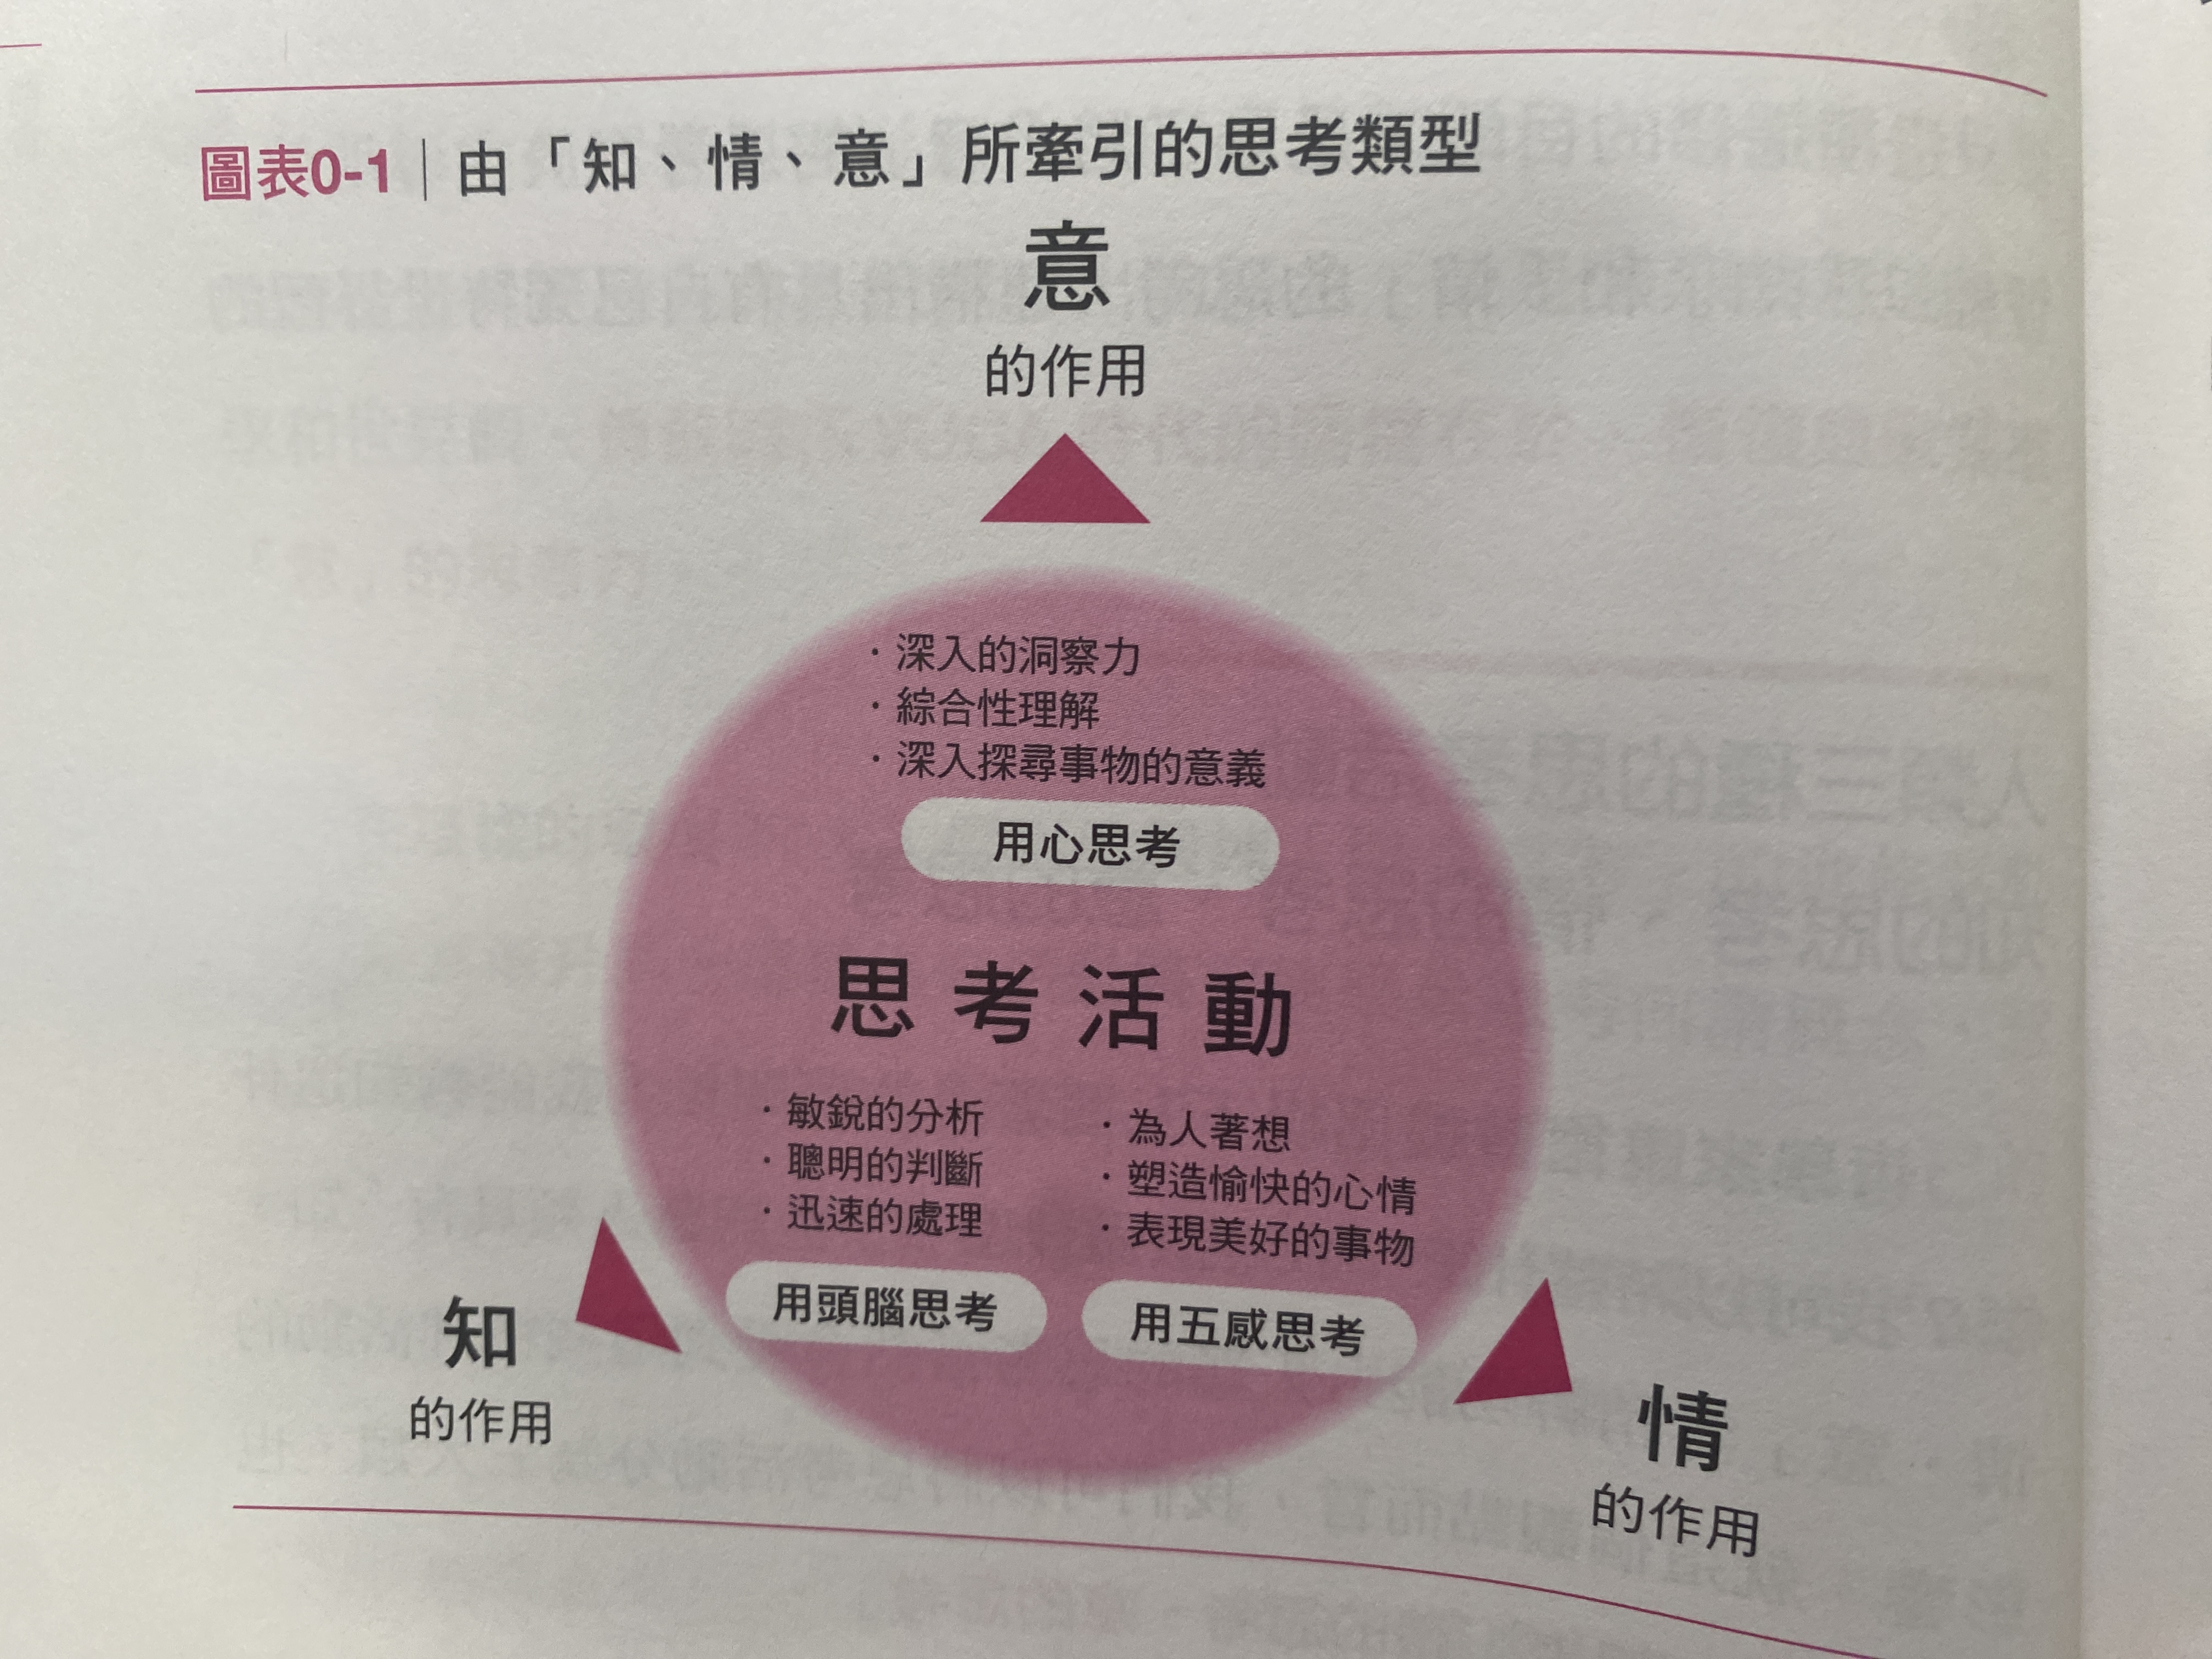 圖表0-1｜由「知、情、意」所牽引的思考類型
意
的作用
・深入的洞察力
・綜合性理解
・深入探尋事物的意義
用心思考
思考活動
・敏銳的分析
・聰明的判斷
・迅速的處理
用頭腦思考
・為人著想
・塑造愉快的心情
・表現美好的事物
用五感思考
知
的作用
情
的作用